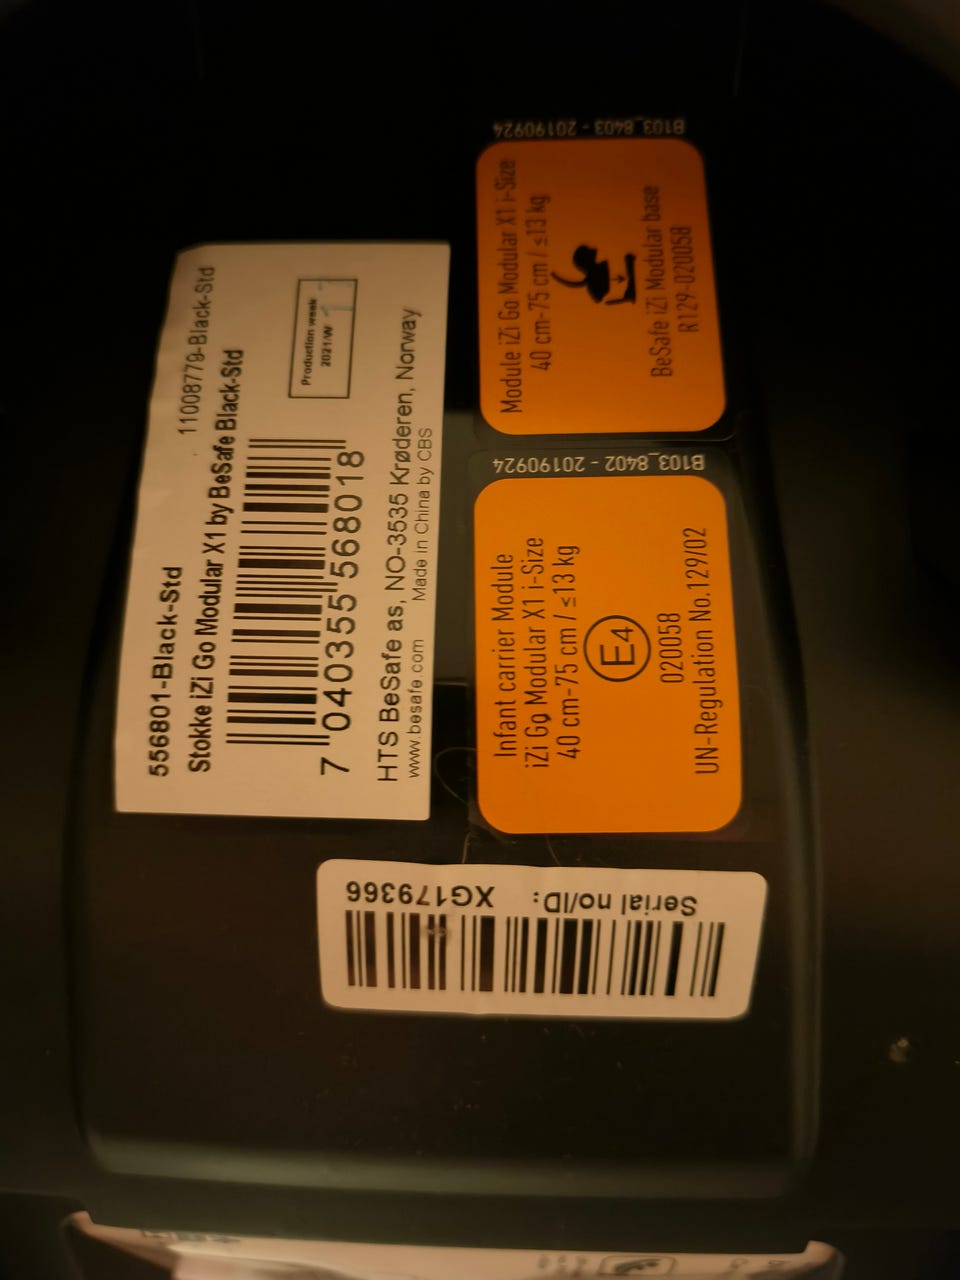 556801-Black-Std
11008779-Black-Std
Stokke iZi Go Modular X1 by BeSafe Black-Std
Production week
2021/W
7 040355 568018
HTS BeSafe as, NO-3535 Krøderen, Norway
www.besafe.com Made in China by CBS
B103_8403 - 20190924
Module iZi Go Modular X1 i-Size
40 cm-75 cm / ≤13 kg
BeSafe iZi Modular base
R129-020058
B103_8402 - 20190924
Infant carrier Module
iZi Go Modular X1 i-Size
40 cm-75 cm / ≤13 kg
E4
020058
UN-Regulation No.129/02
Serial no/ID: XG179366